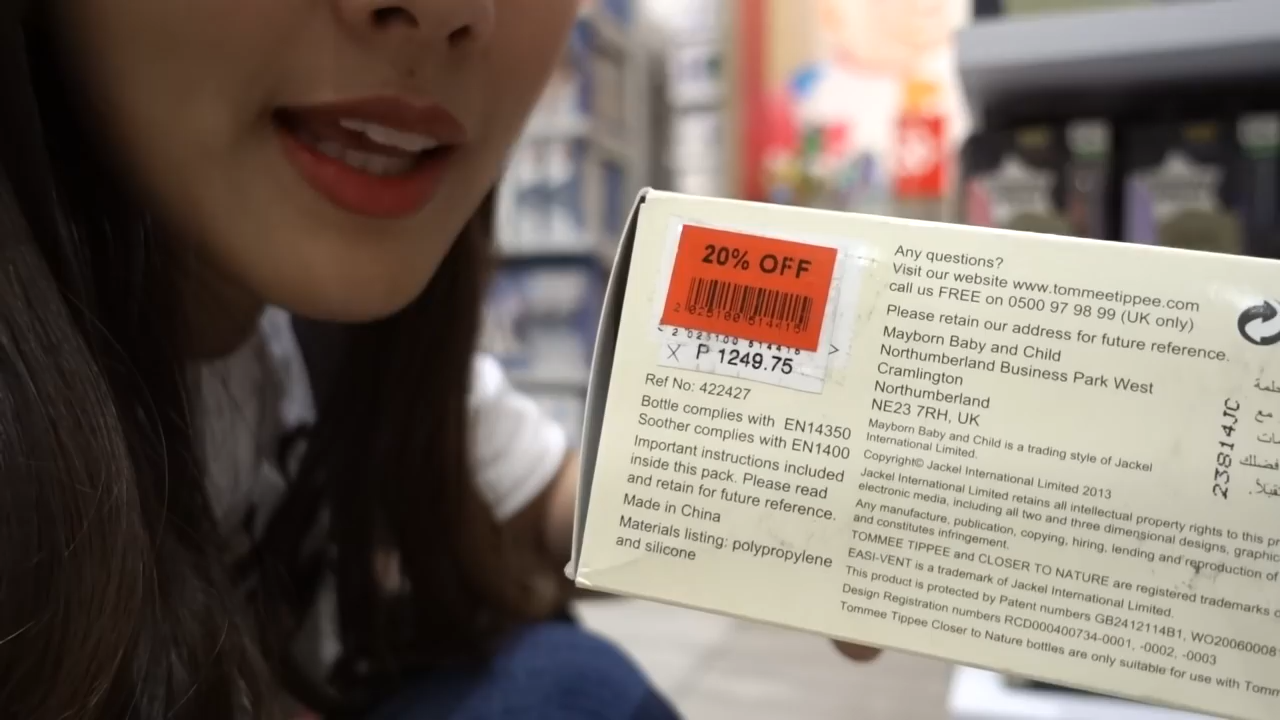 20% OFF
2 025100 514415
2 025100 514415
X P 1249.75
>
Ref No: 422427
Bottle complies with EN14350
Soother complies with EN1400
Important instructions included
inside this pack. Please read
and retain for future reference.
Made in China
Materials listing: polypropylene
and silicone
Any questions?
Visit our website www.tommeetippee.com
call us FREE on 0500 97 98 99 (UK only)
Please retain our address for future reference.
Mayborn Baby and Child
Northumberland Business Park West
Cramlington
Northumberland
NE23 7RH, UK
Mayborn Baby and Child is a trading style of Jackel
International Limited.
Copyright© Jackel International Limited 2013
Jackel International Limited retains all intellectual property rights to this
electronic media, including all two and three dimensional designs,
Any manufacture, publication, copying, hiring, lending and reproduction of
and constitutes infringement.
TOMMEE TIPPEE and CLOSER TO NATURE are registered trademarks
EASI-VENT is a trademark of Jackel International Limited.
This product is protected by Patent numbers GB2412114B1,
Design Registration numbers RCD000400734-0001, -0002, -0003
Tommee Tippee Closer to Nature bottles are only suitable for use with
23814JC